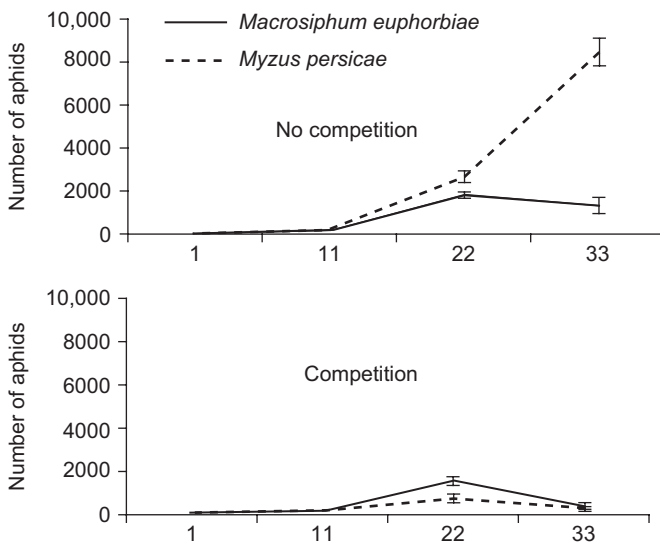 Macrosiphum euphorbiae
Myzus persicae
Number of aphids
10,000
8000
6000
4000
2000
0
No competition
1 11 22 33
Number of aphids
10,000
8000
6000
4000
2000
0
Competition
1 11 22 33